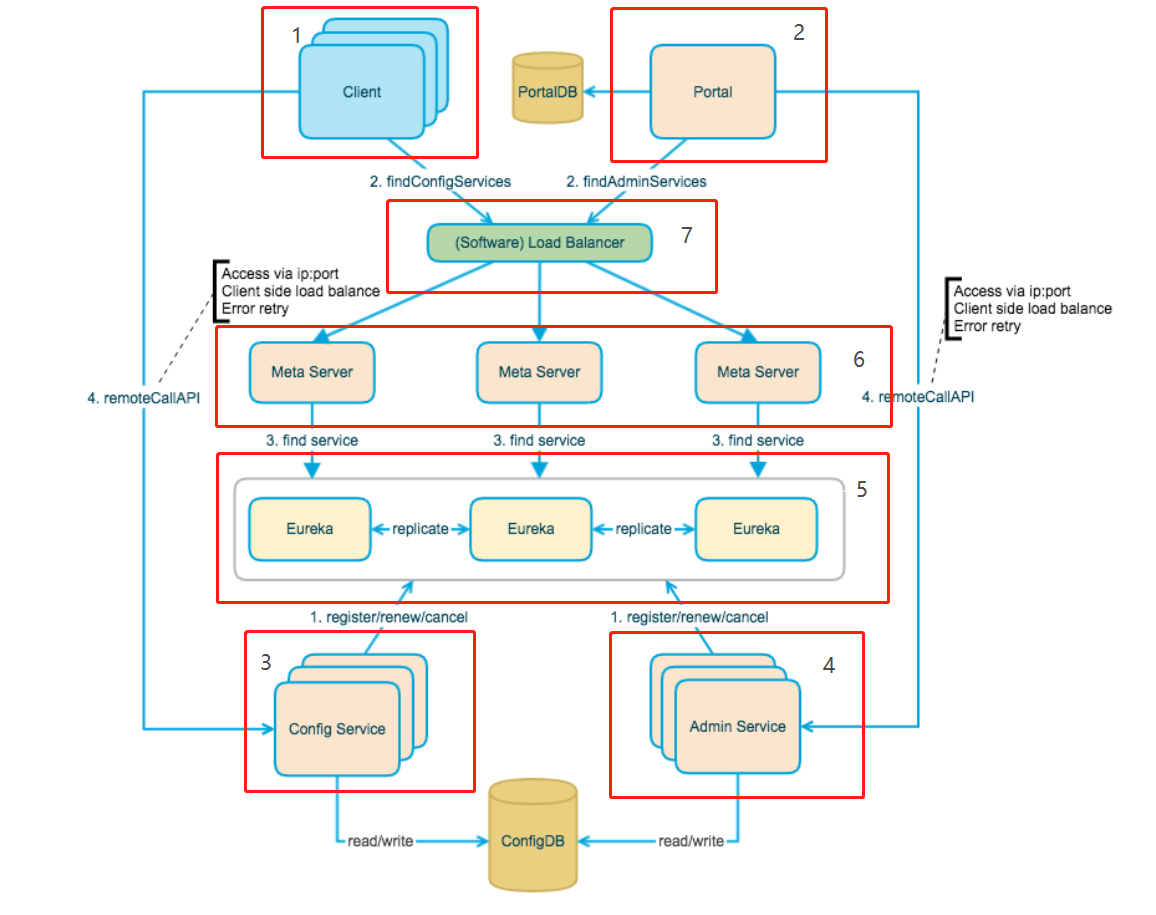 1
2
Client
PortalDB
Portal
2. findConfigServices
2. findAdminServices
(Software) Load Balancer
7
Access via ip:port
Client side load balance
Error retry
Access via ip:port
Client side load balance
Error retry
6
Meta Server
Meta Server
Meta Server
4. remoteCallAPI
4. remoteCallAPI
3. find service
3. find service
3. find service
5
Eureka
replicate
Eureka
replicate
Eureka
1. register/renew/cancel
1. register/renew/cancel
3
4
Config Service
Admin Service
read/write
ConfigDB
read/write